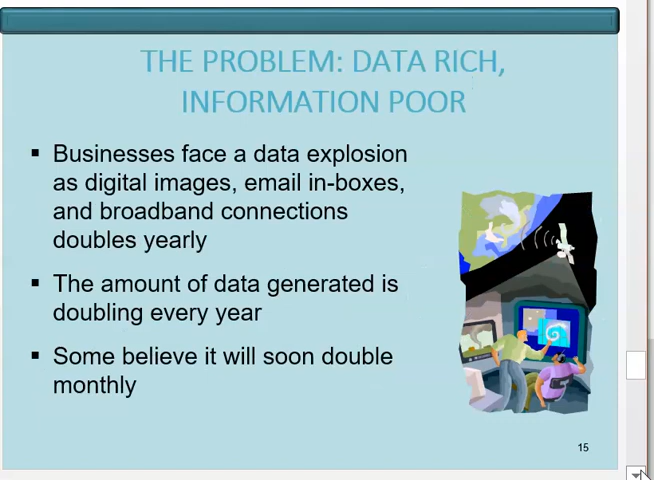 THE PROBLEM: DATA RICH,
INFORMATION POOR
▪ Businesses face a data explosion
as digital images, email in-boxes,
and broadband connections
doubles yearly
▪ The amount of data generated is
doubling every year
▪ Some believe it will soon double
monthly
15